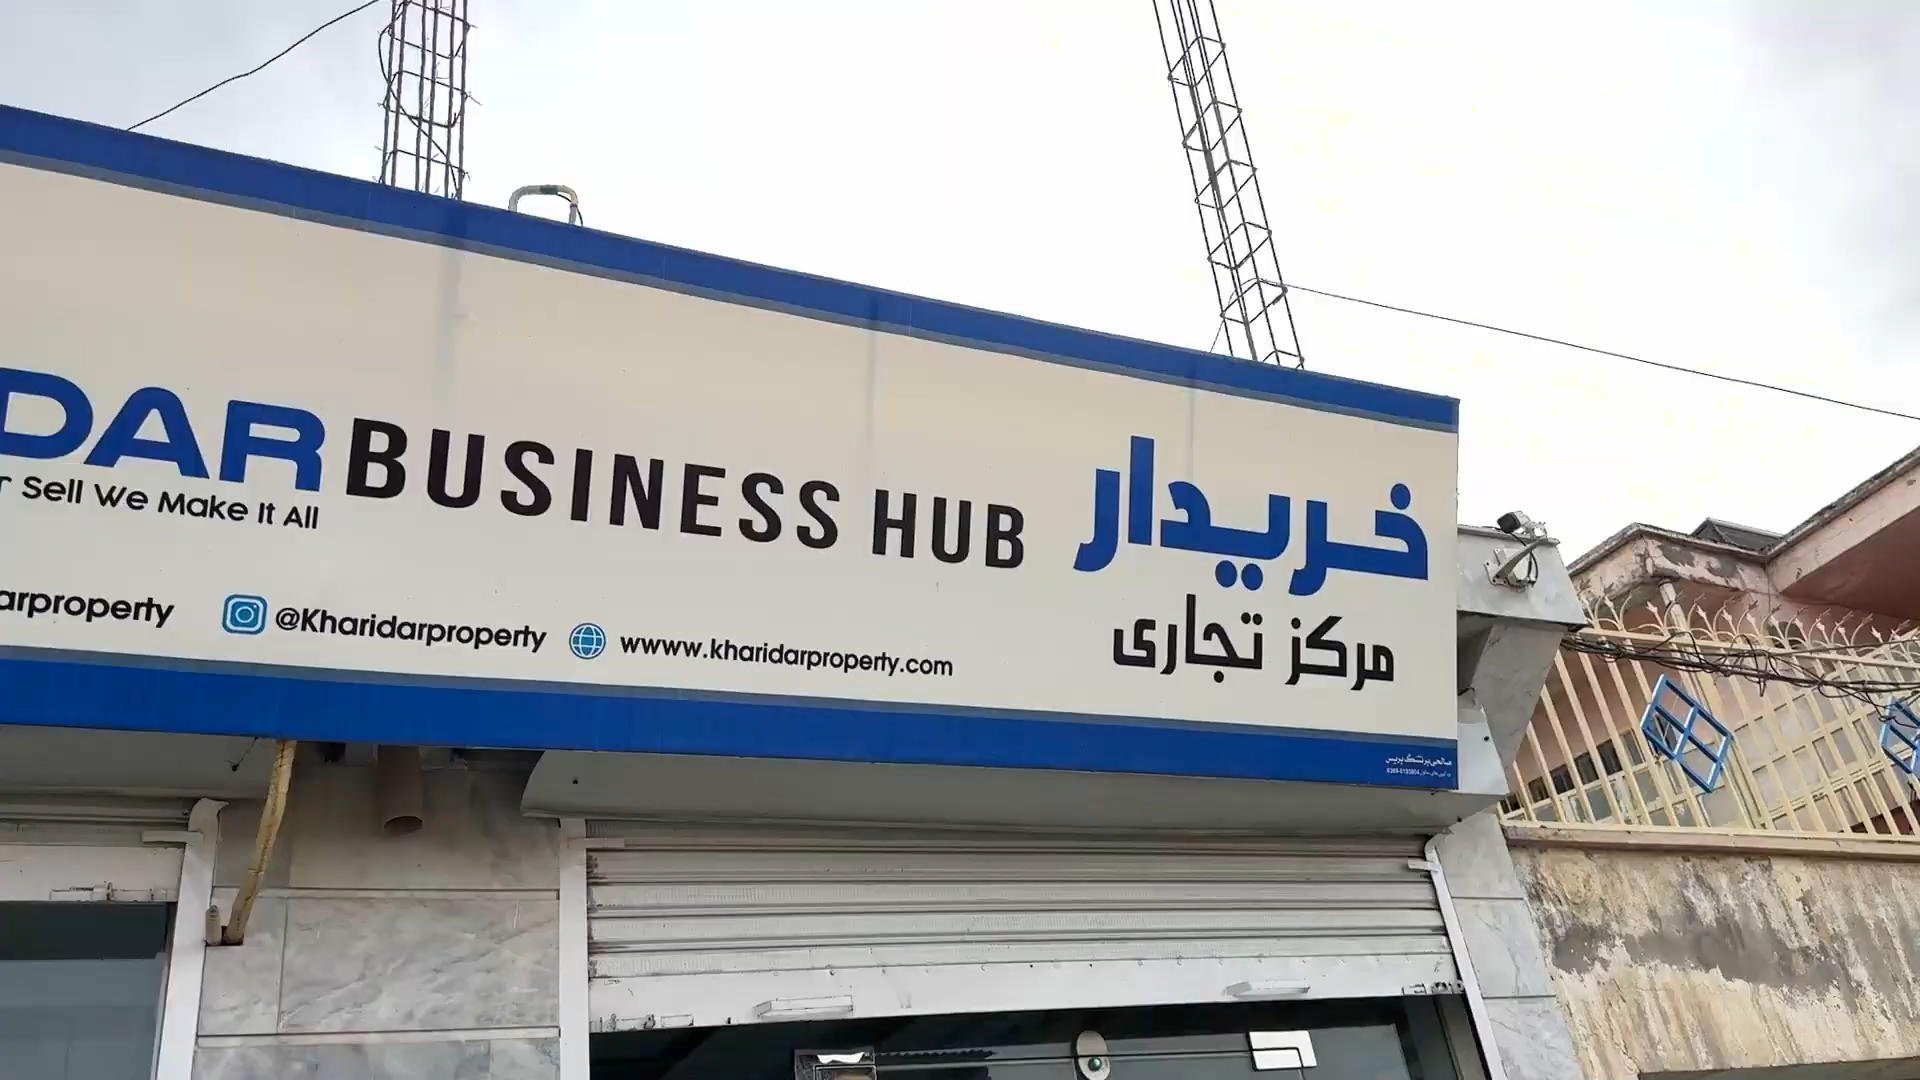 DAR BUSINESS HUB
Sell We Make It All
arproperty
@Kharidarproperty
www.kharidarproperty.com
خریدار
مرکز تجاری